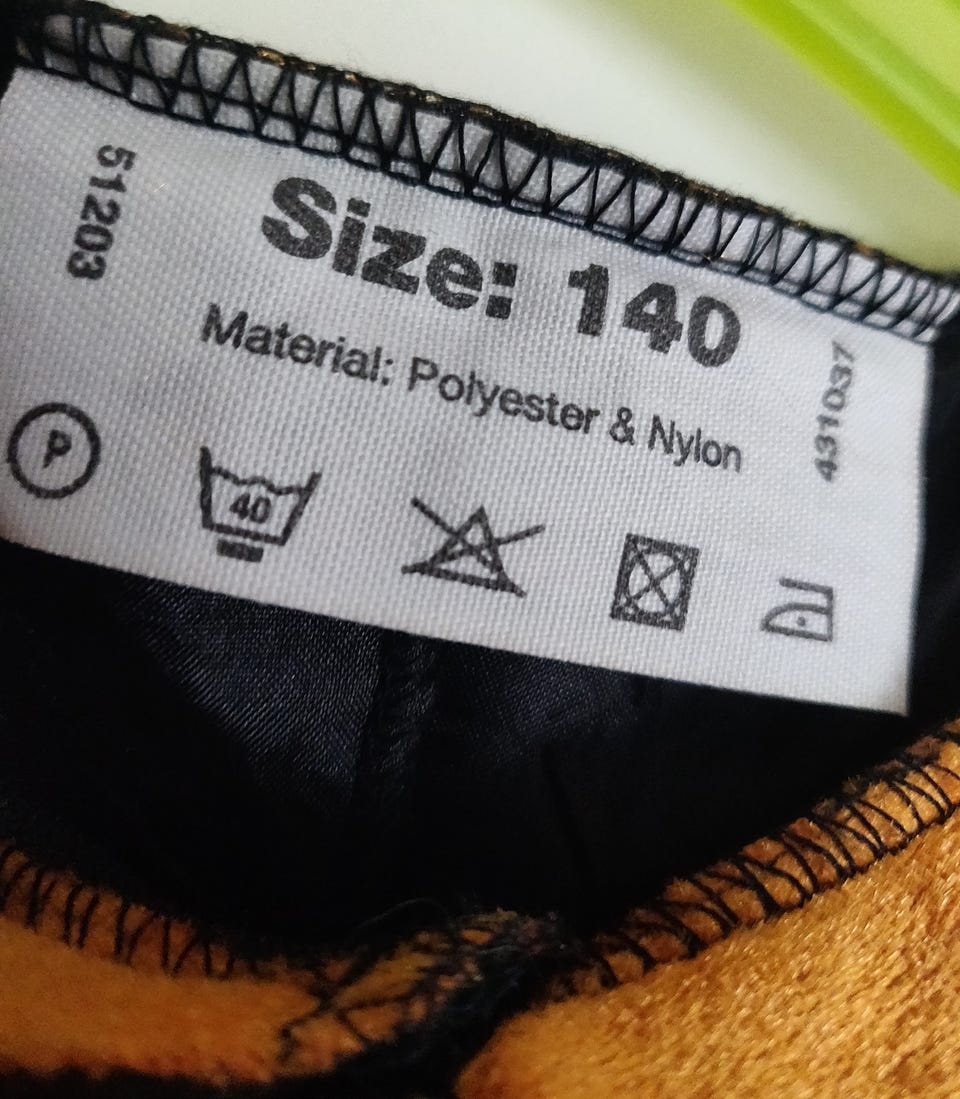 51203
Size: 140
Material: Polyester & Nylon
431037
P
40